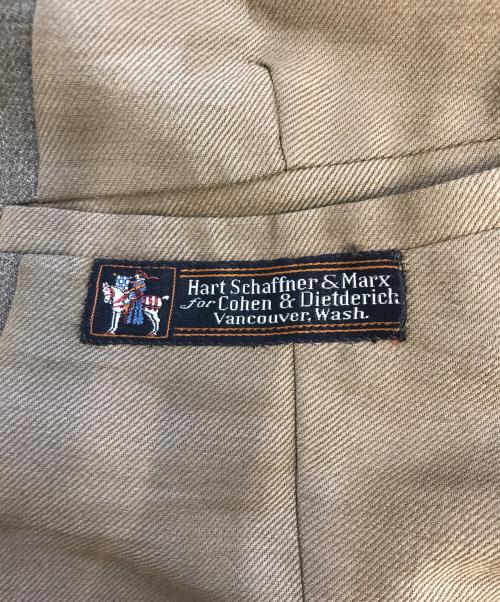 Hart Schaffner & Marx
for Cohen & Dietderich
Vancouver, Wash.